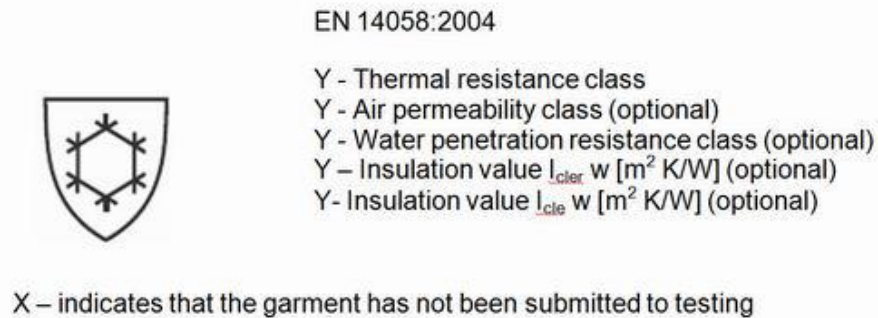 EN 14058:2004
Y - Thermal resistance class
Y - Air permeability class (optional)
Y - Water penetration resistance class (optional)
Y – Insulation value Icler w [m² K/W] (optional)
Y- Insulation value Icle w [m² K/W] (optional)
X – indicates that the garment has not been submitted to testing